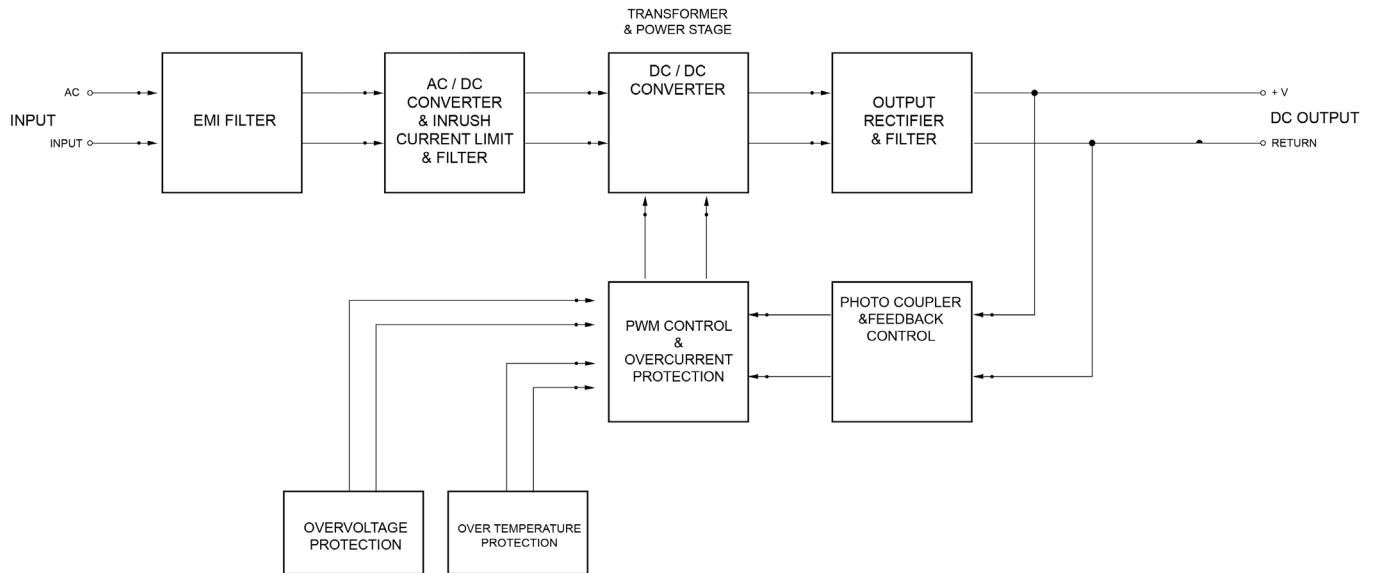 TRANSFORMER
& POWER STAGE
INPUT
AC
INPUT
EMI FILTER
AC / DC
CONVERTER
& INRUSH
CURRENT LIMIT
& FILTER
DC / DC
CONVERTER
OUTPUT
RECTIFIER
& FILTER
+ V
DC OUTPUT
RETURN
PWM CONTROL
&
OVERCURRENT
PROTECTION
PHOTO COUPLER
&FEEDBACK
CONTROL
OVERVOLTAGE
PROTECTION
OVER TEMPERATURE
PROTECTION